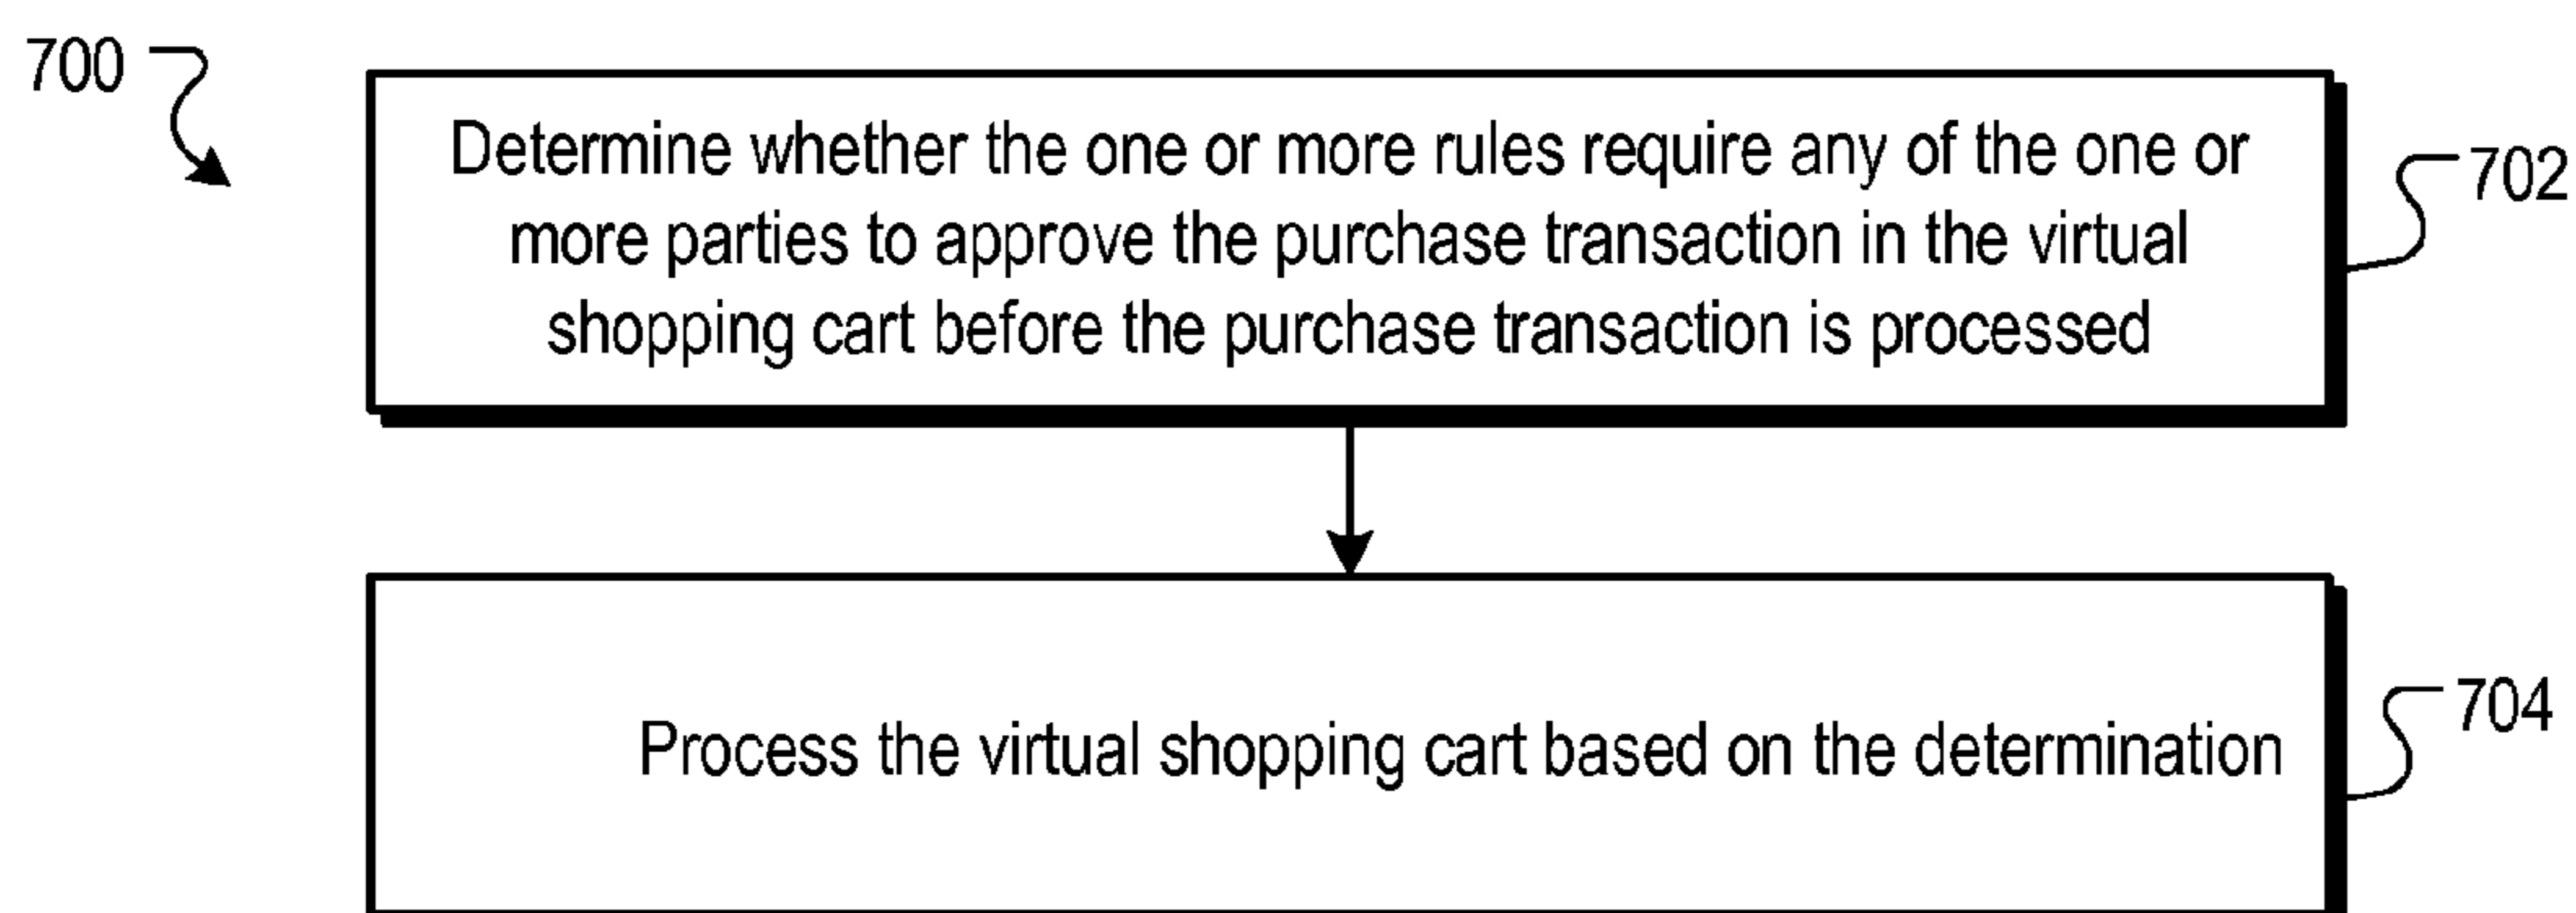 700
Determine whether the one or more rules require any of the one or
more parties to approve the purchase transaction in the virtual
shopping cart before the purchase transaction is processed
702
Process the virtual shopping cart based on the determination
704